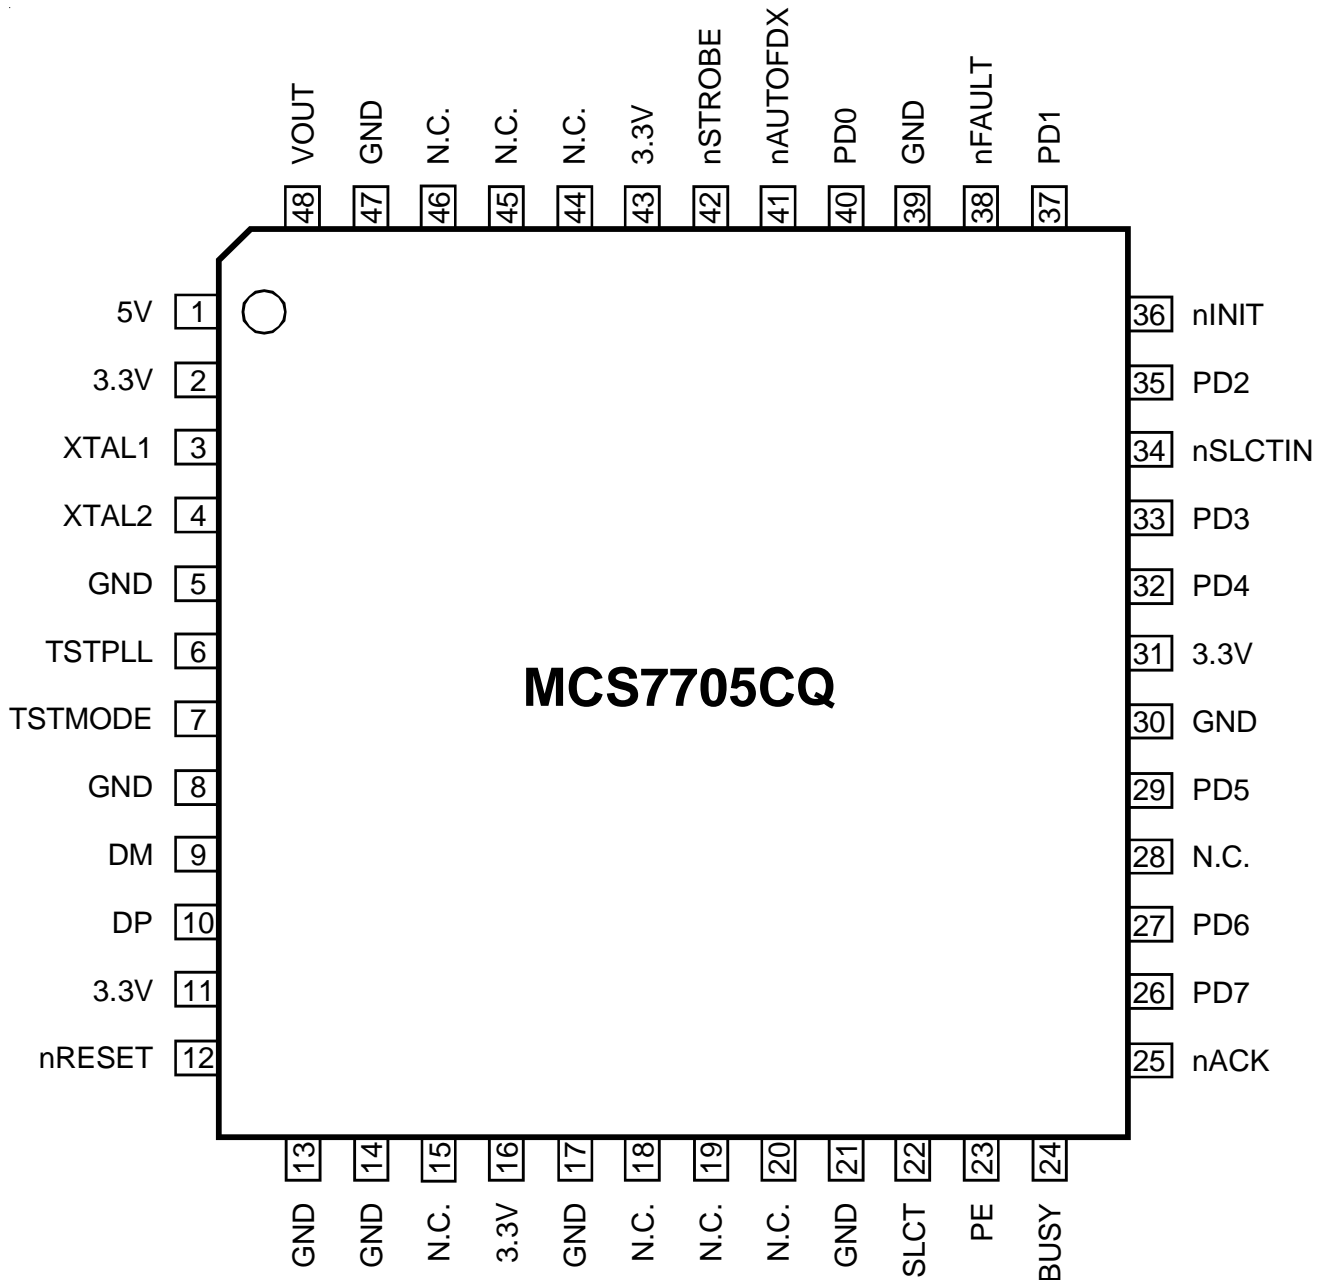 VOUT GND N.C. N.C. N.C. 3.3V nSTROBE nAUTOFDX PD0 GND nFAULT PD1
48 47 46 45 44 43 42 41 40 39 38 37
5V 1 36 nINIT
3.3V 2 35 PD2
XTAL1 3 34 nSLCTIN
XTAL2 4 33 PD3
GND 5 32 PD4
TSTPLL 6 31 3.3V
MCS7705CQ
TSTMODE 7 30 GND
GND 8 29 PD5
DM 9 28 N.C.
DP 10 27 PD6
3.3V 11 26 PD7
nRESET 12 25 nACK
13 14 15 16 17 18 19 20 21 22 23 24
GND GND N.C. 3.3V GND N.C. N.C. N.C. GND SLCT PE BUSY